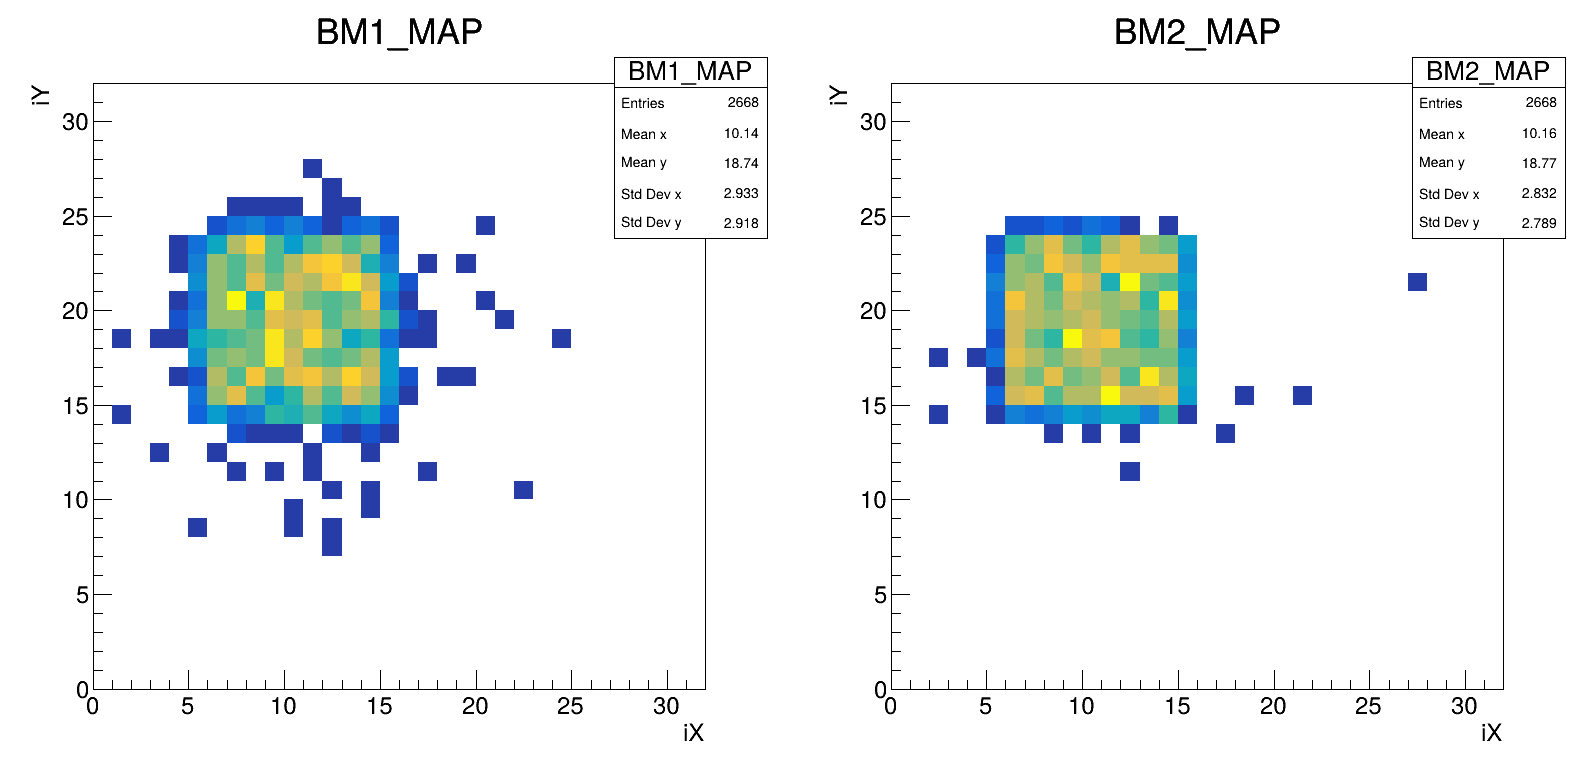 BM1_MAP
BM1_MAP
Entries 2668
Mean x 10.14
Mean y 18.74
Std Dev x 2.933
Std Dev y 2.918
iY
30
25
20
15
10
5
0
0 5 10 15 20 25 30
iX
BM2_MAP
BM2_MAP
Entries 2668
Mean x 10.16
Mean y 18.77
Std Dev x 2.832
Std Dev y 2.789
iY
30
25
20
15
10
5
0
0 5 10 15 20 25 30
iX